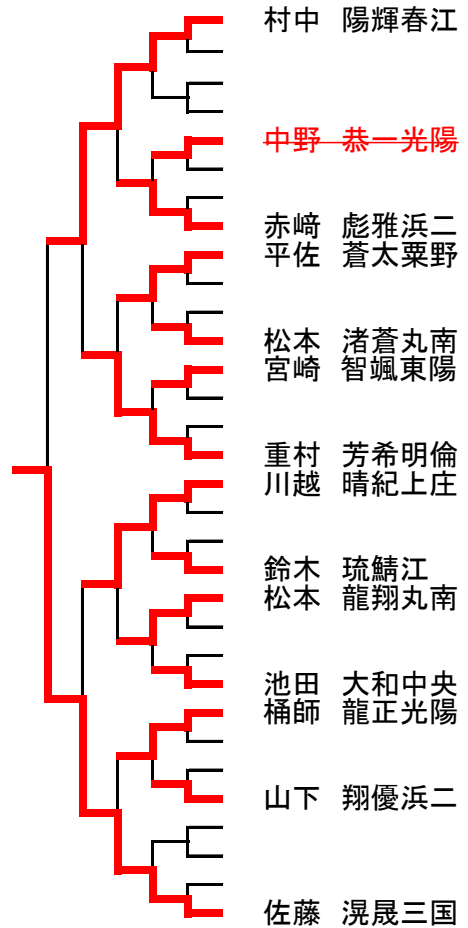 村中 陽輝春江
中野 恭一光陽
赤﨑 彪雅浜二
平佐 蒼太粟野
松本 渚蒼丸南
宮崎 智颯東陽
重村 芳希明倫
川越 晴紀上庄
鈴木 琉鯖江
松本 龍翔丸南
池田 大和中央
桶師 龍正光陽
山下 翔優浜二
佐藤 滉晟三国